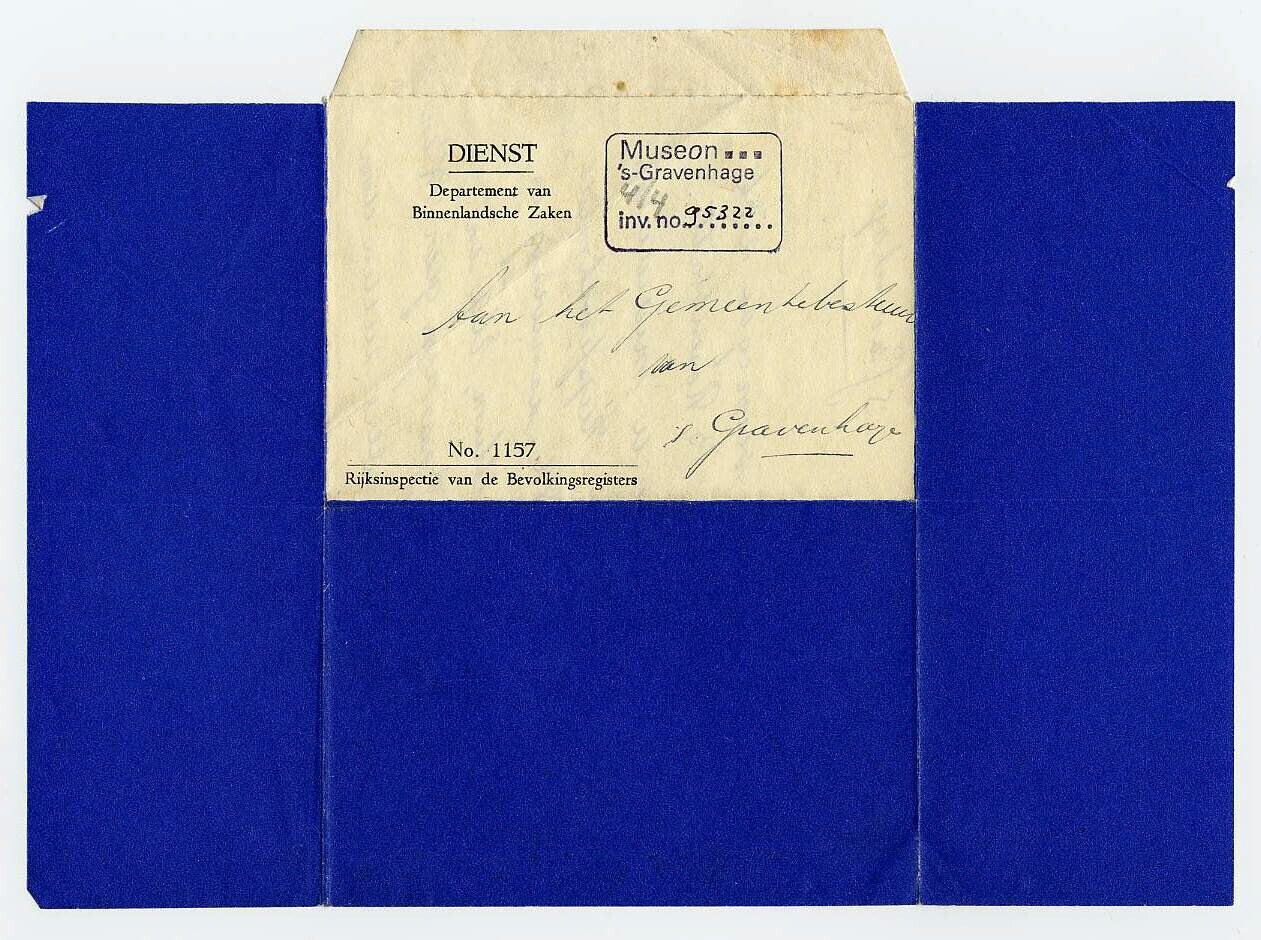 DIENST
Departement van
Binnenlandsche Zaken
Museon
's-Gravenhage
4/4
inv. no. 95322
Aan het Gemeentebestuur
van
s. Gravenhage
No. 1157
Rijksinspectie van de Bevolkingsregisters